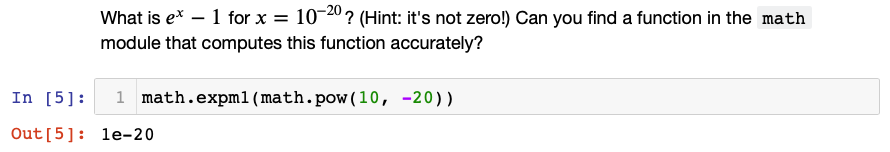 What is eˣ − 1 for x = 10⁻²⁰? (Hint: it's not zero!) Can you find a function in the math
module that computes this function accurately?
In [5]: 1 math.expm1(math.pow(10, -20))
Out[5]: 1e-20